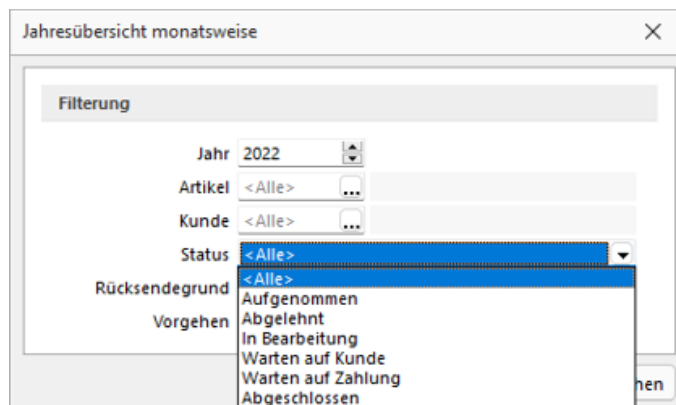 Jahresübersicht monatsweise
Filterung
Jahr 2022
Artikel <Alle> ...
Kunde <Alle> ...
Status <Alle>
Rücksendegrund
Vorgehen
<Alle>
Aufgenommen
Abgelehnt
In Bearbeitung
Warten auf Kunde
Warten auf Zahlung
Abgeschlossen
hen